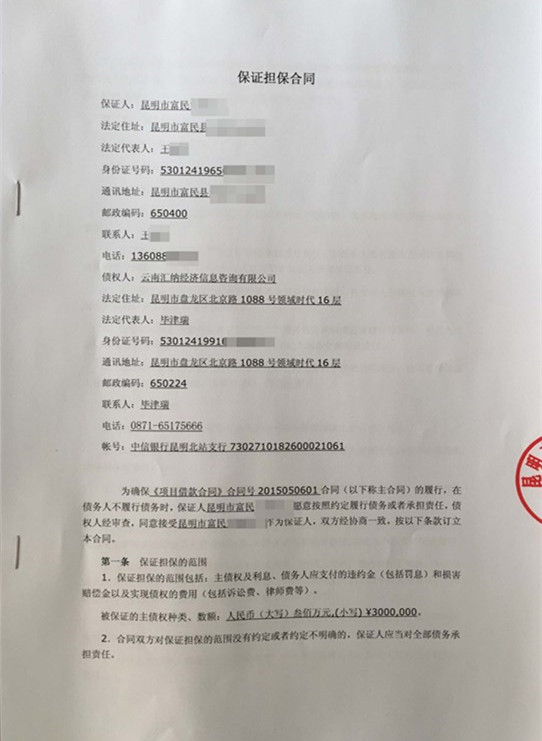 保证担保合同
保证人：昆明市富民
法定住址：昆明市富民县
法定代表人：王
身份证号码：5301241965
通讯地址：昆明市富民县
邮政编码：650400
联系人：王
电话：13608
债权人：云南汇纳经济信息咨询有限公司
法定住址：昆明市盘龙区北京路 1088 号领域时代 16 层
法定代表人：毕津瑞
身份证号码：5301241991
通讯地址：昆明市盘龙区北京路 1088 号领域时代 16 层
邮政编码：650224
联系人：毕津瑞
电话：0871-65175666
帐号：中信银行昆明北站支行 7302710182600021061
为确保《项目借款合同》合同号 2015050601 合同（以下称主合同）的履行，在
债务人不履行债务时，保证人昆明市富民 愿意按照约定履行债务或者承担责任，债
权人经审查，同意接受昆明市富民 作为保证人，双方经协商一致，按以下条款订立
本合同。
第一条 保证担保的范围
1．保证担保的范围包括：主债权及利息、债务人应支付的违约金（包括罚息）和损害
赔偿金以及实现债权的费用（包括诉讼费、律师费等）。
被保证的主债权种类、数额：人民币（大写）叁佰万元,(小写) ¥3000,000。
2．合同双方对保证担保的范围没有约定或者约定不明确的，保证人应当对全部债务承
担责任。
昆明